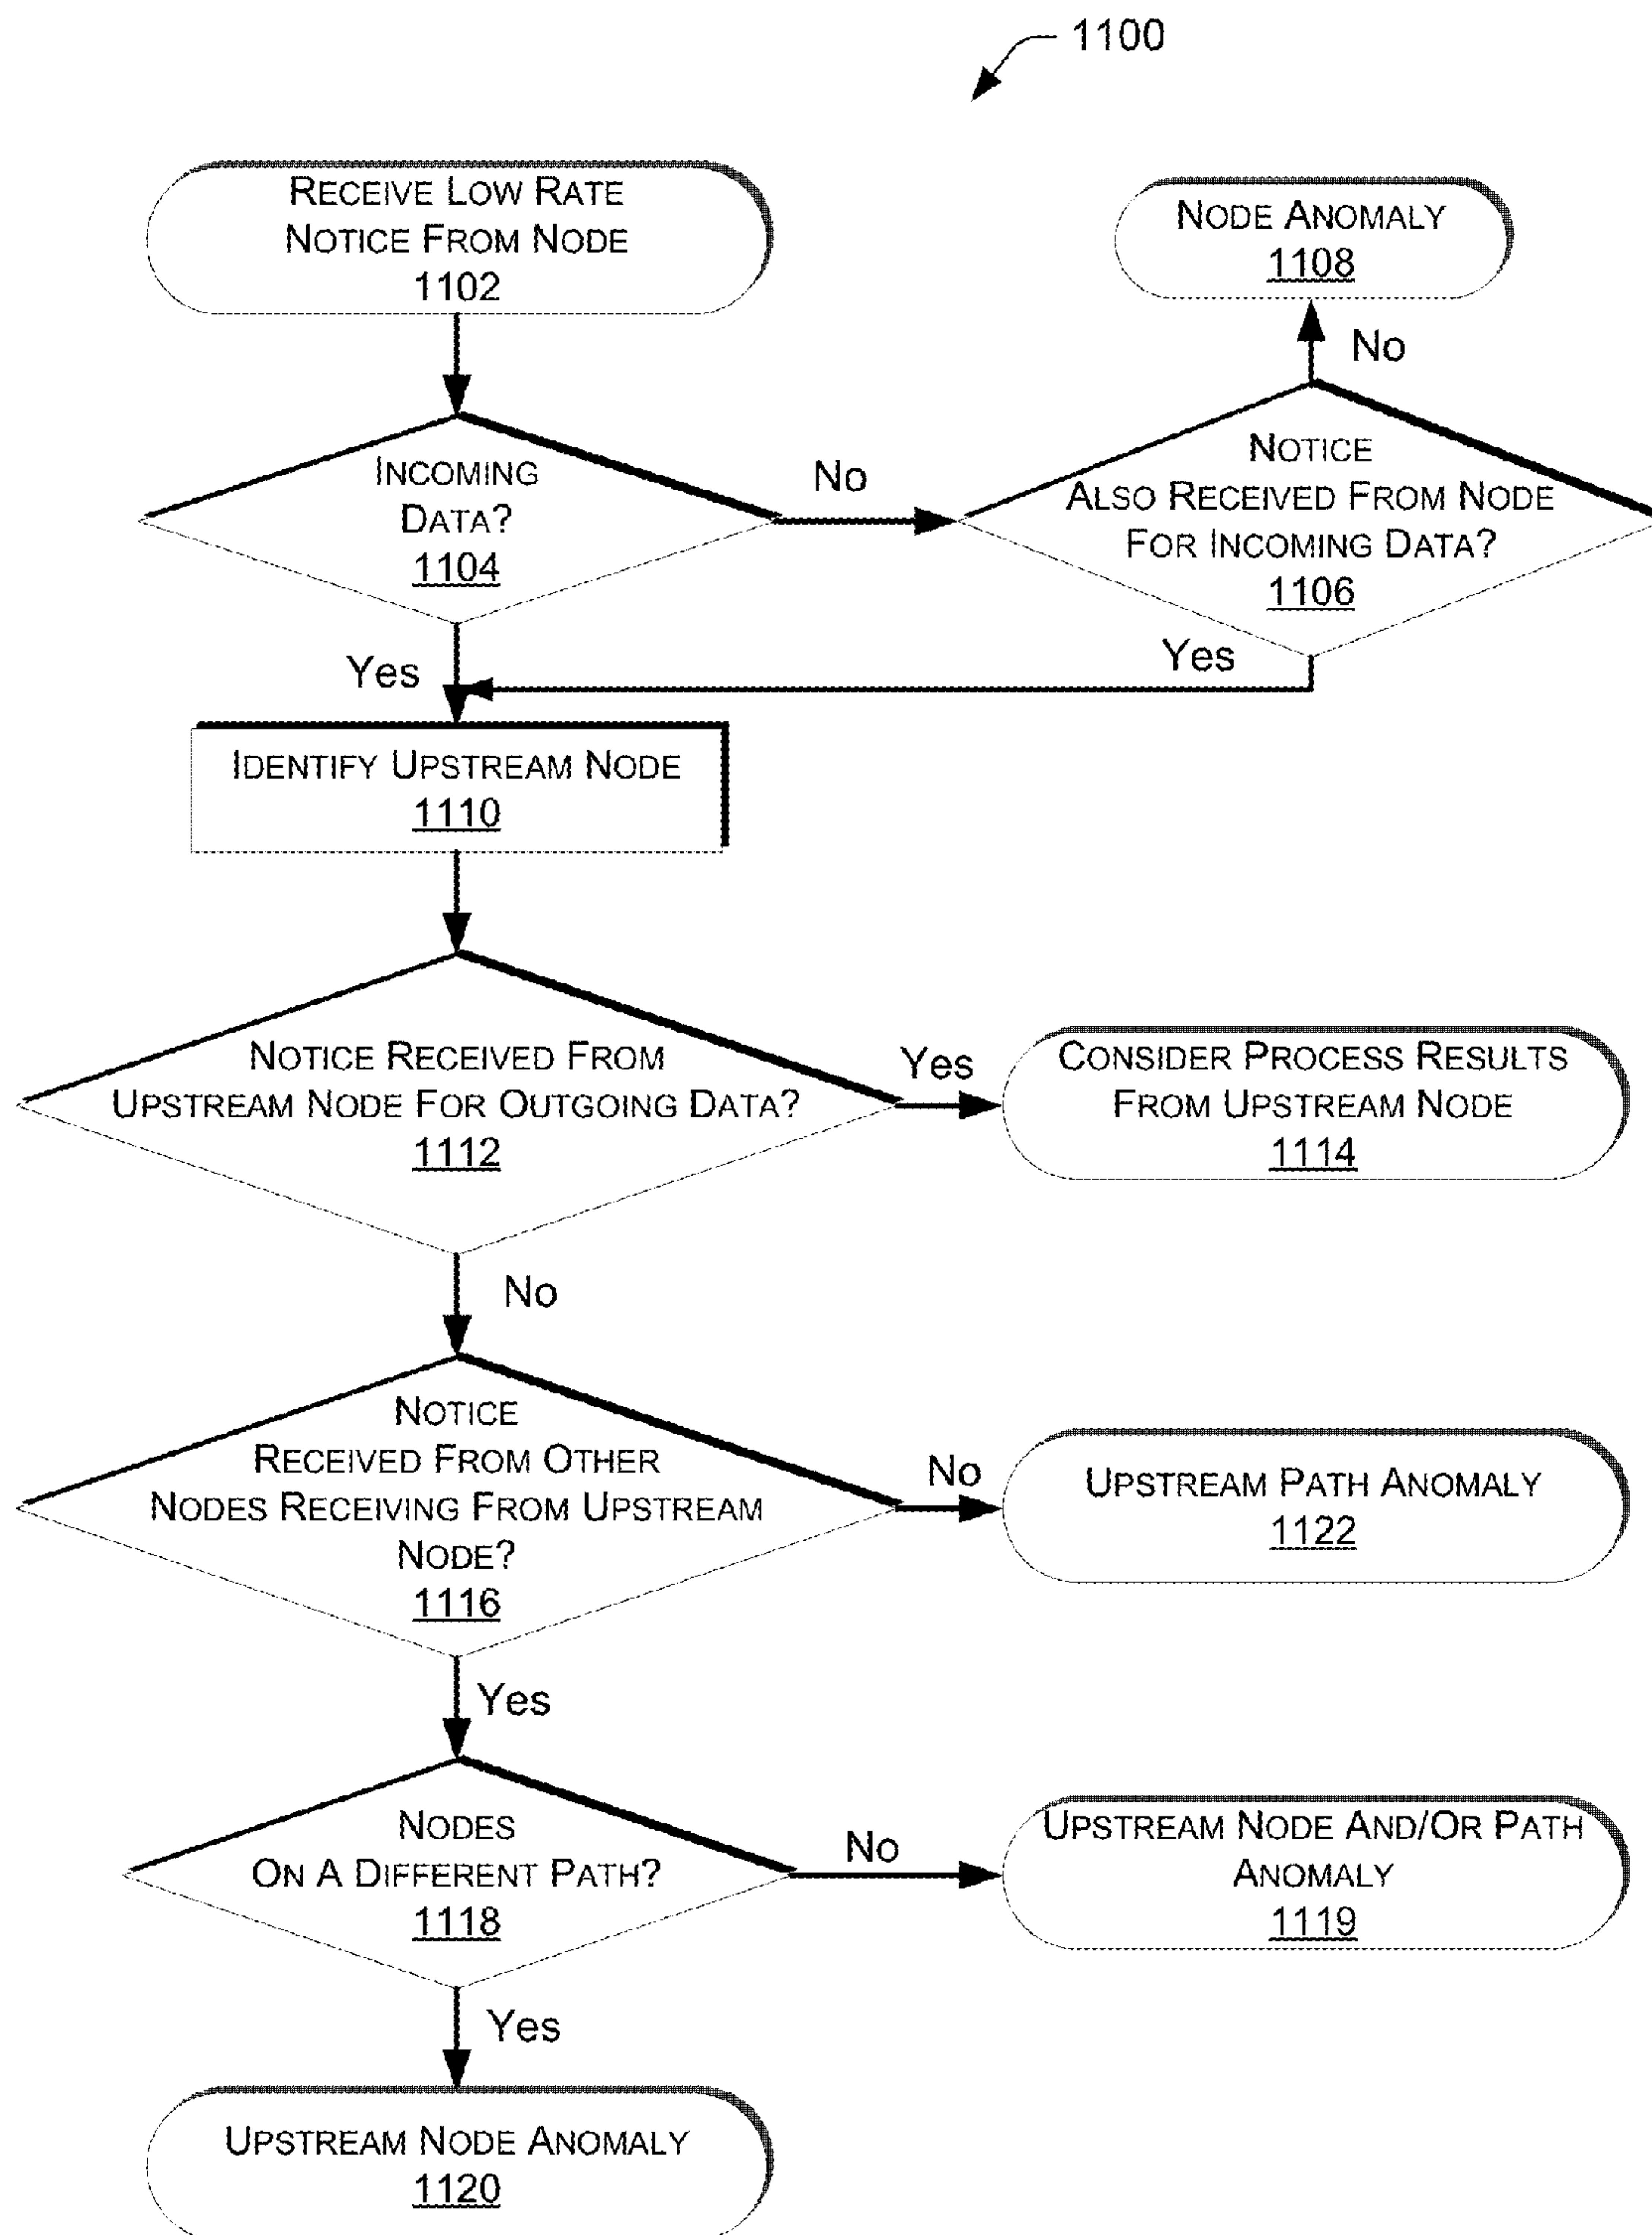 1100
RECEIVE LOW RATE
NOTICE FROM NODE
1102
NODE ANOMALY
1108
No
INCOMING
DATA?
1104
No
NOTICE
ALSO RECEIVED FROM NODE
FOR INCOMING DATA?
1106
Yes
Yes
IDENTIFY UPSTREAM NODE
1110
NOTICE RECEIVED FROM
UPSTREAM NODE FOR OUTGOING DATA?
1112
Yes
CONSIDER PROCESS RESULTS
FROM UPSTREAM NODE
1114
No
NOTICE
RECEIVED FROM OTHER
NODES RECEIVING FROM UPSTREAM
NODE?
1116
No
UPSTREAM PATH ANOMALY
1122
Yes
NODES
ON A DIFFERENT PATH?
1118
No
UPSTREAM NODE AND/OR PATH
ANOMALY
1119
Yes
UPSTREAM NODE ANOMALY
1120